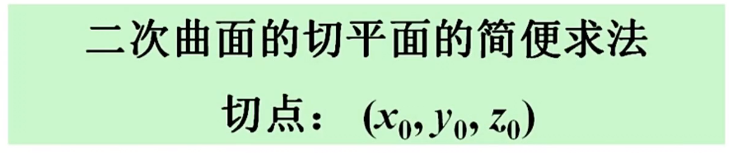 二次曲面的切平面的简便求法
切点： (x₀, y₀, z₀)